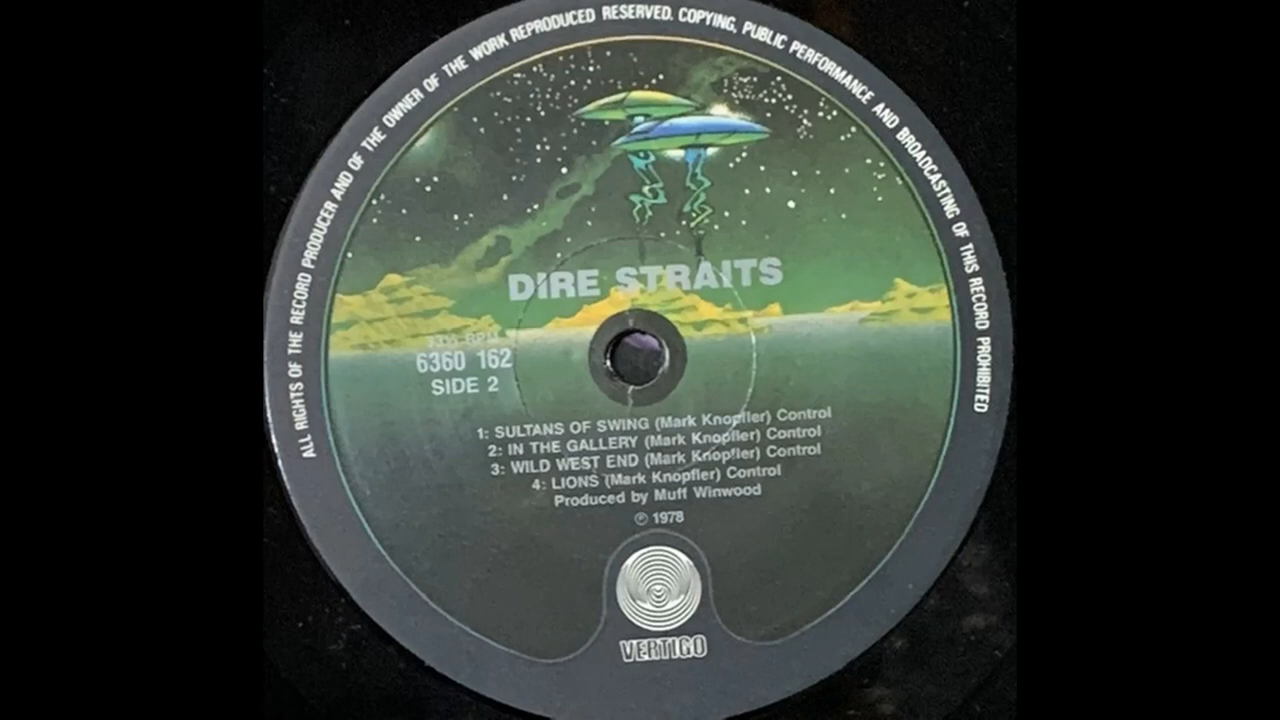 ALL RIGHTS OF THE RECORD PRODUCER AND OF THE OWNER OF THE WORK REPRODUCED RESERVED. COPYING, PUBLIC PERFORMANCE AND BROADCASTING OF THIS RECORD PROHIBITED
DIRE STRAITS
33⅓ RPM
6360 162
SIDE 2
1: SULTANS OF SWING (Mark Knopfler) Control
2: IN THE GALLERY (Mark Knopfler) Control
3: WILD WEST END (Mark Knopfler) Control
4: LIONS (Mark Knopfler) Control
Produced by Muff Winwood
℗ 1978
VERTIGO